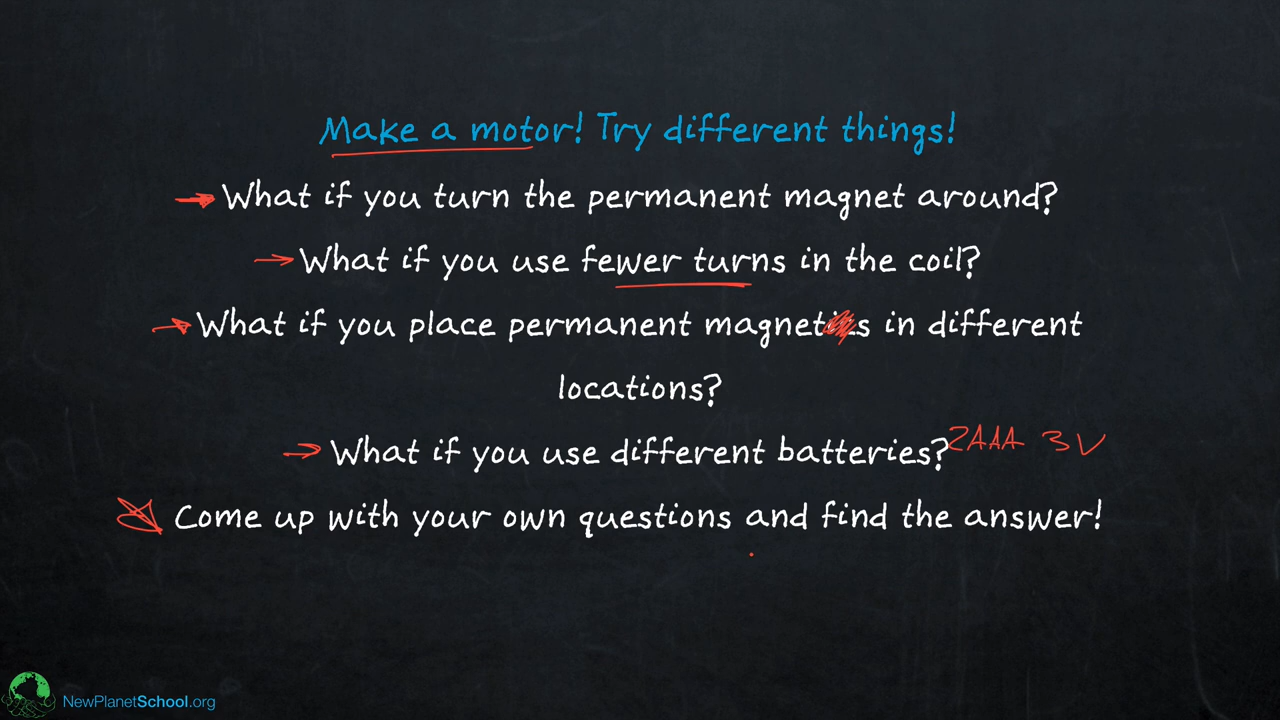 Make a motor! Try different things!
What if you turn the permanent magnet around?
What if you use fewer turns in the coil?
What if you place permanent magnets in different
locations?
What if you use different batteries? 2AAA 3V
Come up with your own questions and find the answer!
NewPlanetSchool.org